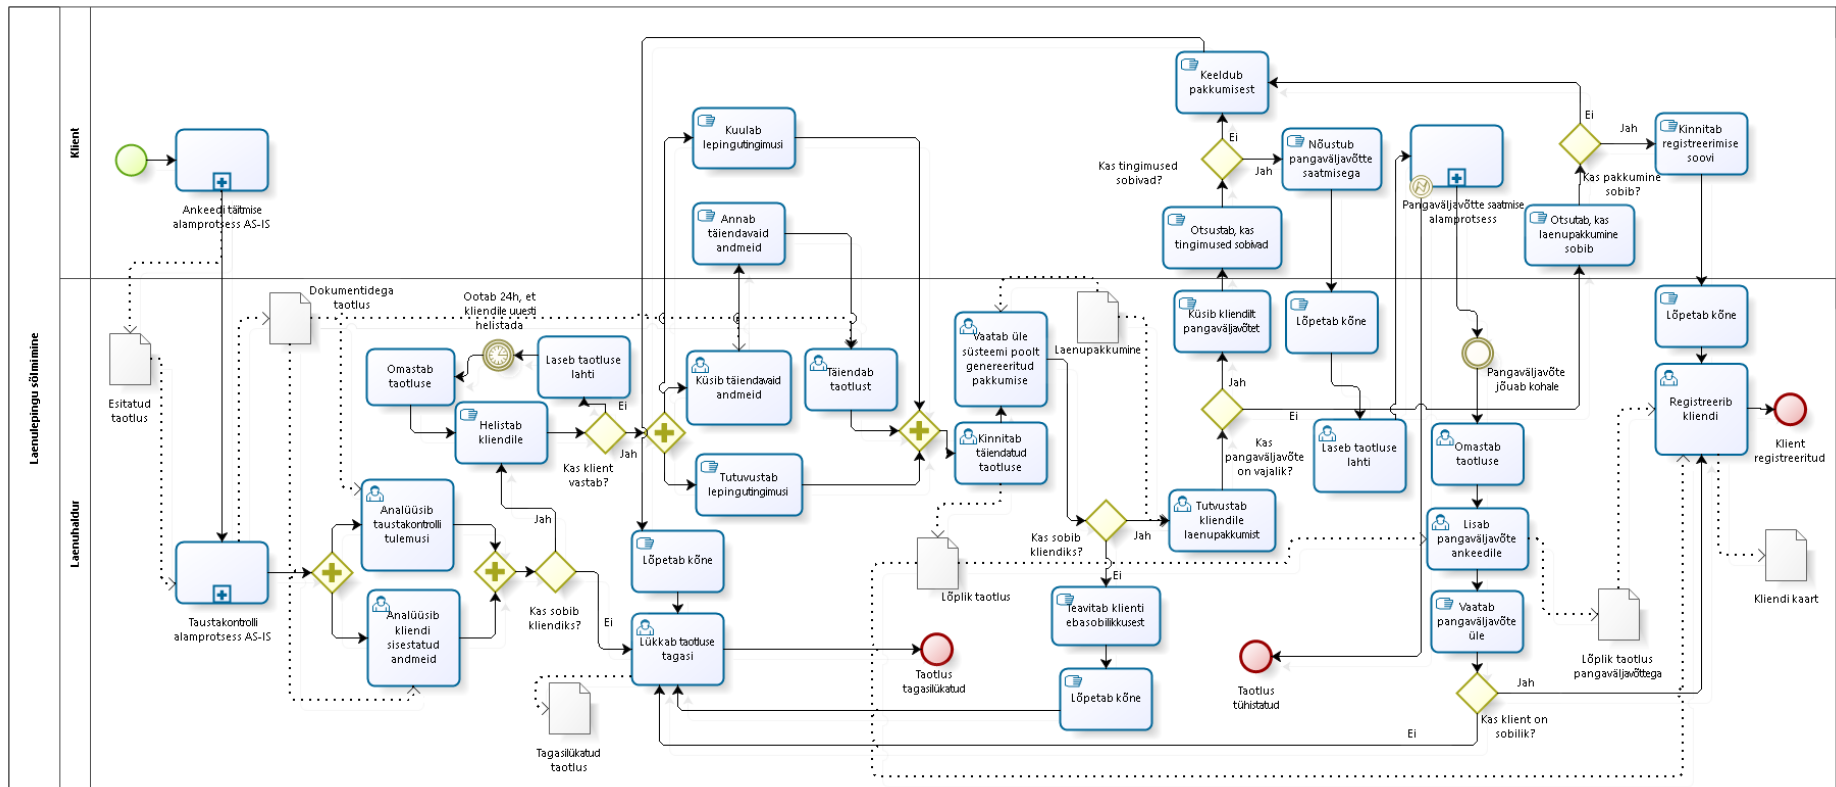 Laenulepingu sõlmimine
Klient
Laenuhaldur
Ankeedi täitmise
alamprotsess AS-IS
Esitatud
taotlus
Dokumentidega
taotlus
Taustakontrolli
alamprotsess AS-IS
Analüüsib
taustakontrolli
tulemusi
Analüüsib
kliendi
sisestatud
andmeid
Kas sobib
kliendiks?
Jah
Ei
Helistab
kliendile
Omastab
taotluse
Ootab 24h, et
kliendile uuesti
helistada
Laseb taotluse
lahti
Ei
Jah
Kas klient
vastab?
Kuulab
lepingutingimusi
Annab
täiendavaid
andmeid
Küsib täiendavaid
andmeid
Tutuvustab
lepingutingimusi
Täiendab
taotlust
Kinnitab
täiendatud
taotluse
Vaatab üle
süsteemi poolt
genereeritud
pakkumise
Laenupakkumine
Lõplik taotlus
Kas sobib
kliendiks?
Jah
Ei
Teavitab klienti
ebasobilikkusest
Lõpetab kõne
Lõpetab kõne
Lükkab taotluse
tagasi
Tagasilükatud
taotlus
Taotlus
tagasilükatud
Tutvustab
kliendile
laenupakkumist
Kas
pangaväljavõte
on vajalik?
Jah
Ei
Küsib kliendilt
pangaväljavõtet
Otsustab, kas
tingimused sobivad
Kas tingimused
sobivad?
Ei
Jah
Keeldub
pakkumisest
Nõustub
pangaväljavõtte
saatmisega
Lõpetab kõne
Laseb taotluse
lahti
Pangaväljavõtte saatmise
alamprotsess
Taotlus
tühistatud
Pangaväljavõte
jõuab kohale
Omastab
taotluse
Lisab
pangaväljavõte
ankeedile
Vaatab
pangaväljavõte
üle
Kas klient on
sobilik?
Jah
Ei
Lõplik taotlus
pangaväljavõttega
Otsutab, kas
laenupakkumine
sobib
Kas pakkumine
sobib?
Ei
Jah
Kinnitab
registreerimise
soovi
Lõpetab kõne
Registreerib
kliendi
Klient
registreeritud
Kliendi kaart